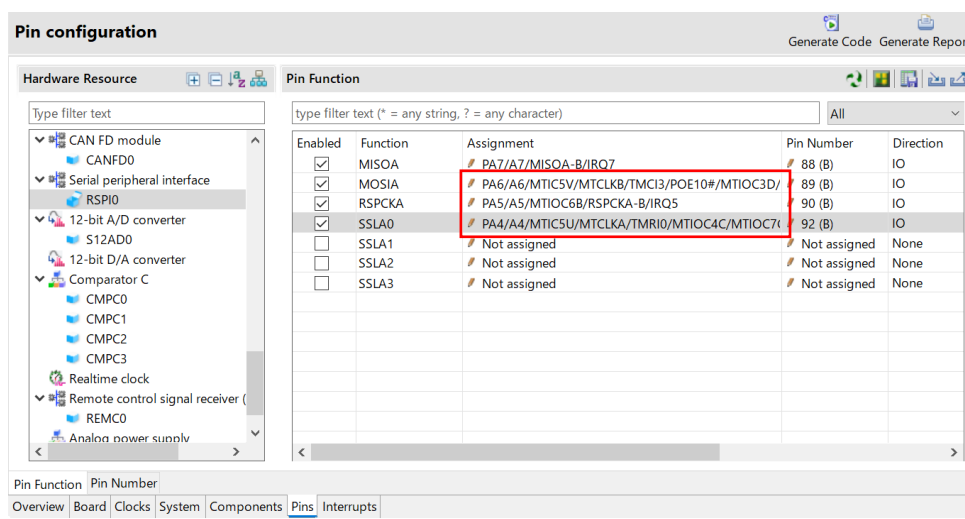 Pin configuration
Generate Code Generate Repor
Hardware Resource
Pin Function
Type filter text
type filter text (* = any string, ? = any character)
All
CAN FD module
CANFD0
Serial peripheral interface
RSPI0
12-bit A/D converter
S12AD0
12-bit D/A converter
Comparator C
CMPC0
CMPC1
CMPC2
CMPC3
Realtime clock
Remote control signal receiver (
REMC0
Analog power supply
Enabled Function Assignment Pin Number Direction
MISOA PA7/A7/MISOA-B/IRQ7 88 (B) IO
MOSIA PA6/A6/MTIC5V/MTCLKB/TMCI3/POE10#/MTIOC3D/ 89 (B) IO
RSPCKA PA5/A5/MTIOC6B/RSPCKA-B/IRQ5 90 (B) IO
SSLA0 PA4/A4/MTIC5U/MTCLKA/TMRI0/MTIOC4C/MTIOC7 92 (B) IO
SSLA1 Not assigned Not assigned None
SSLA2 Not assigned Not assigned None
SSLA3 Not assigned Not assigned None
Pin Function Pin Number
Overview Board Clocks System Components Pins Interrupts